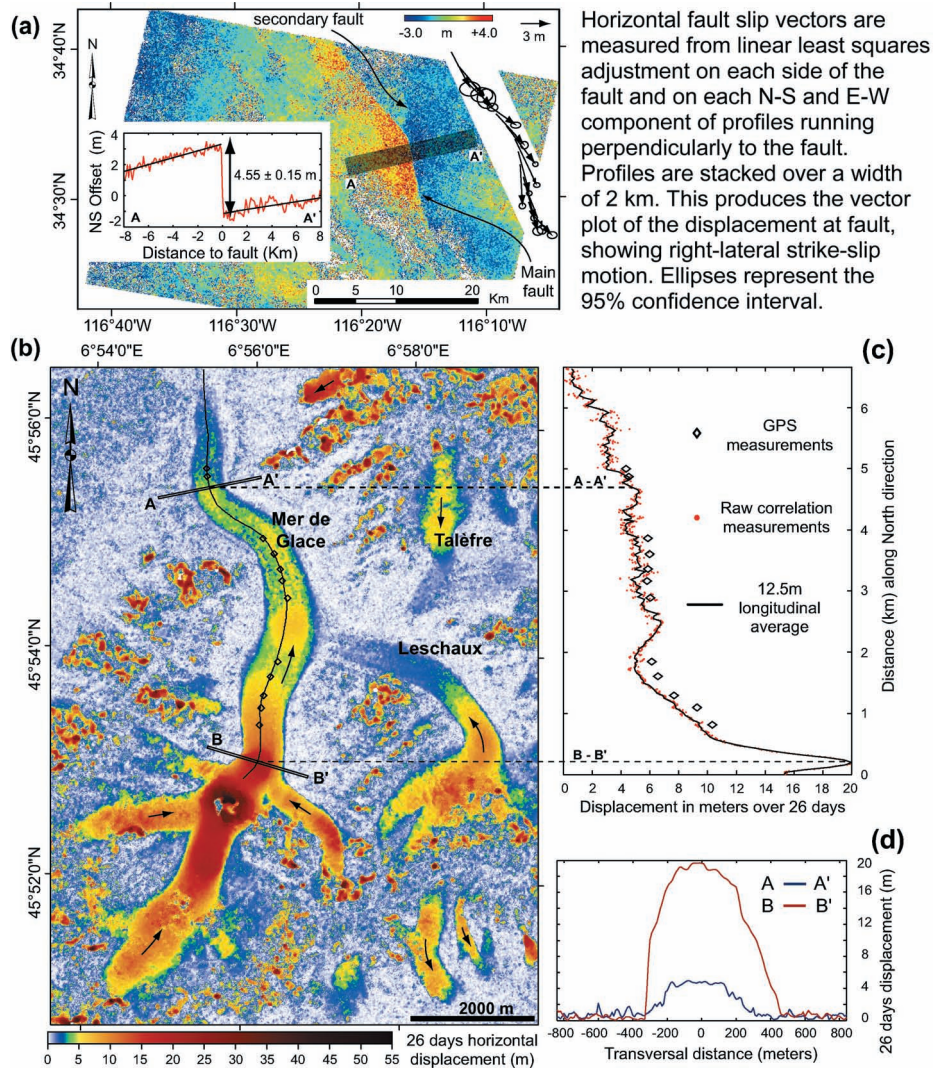 (a)
secondary fault
-3.0 m +4.0
3 m
N
34°40'N
34°30'N
NS Offset (m)
4
2
0
-2
4.55 ± 0.15 m
A
A'
-8 -4 0 4 8
Distance to fault (Km)
A
A'
Main
fault
0 5 10 20
Km
116°40'W 116°30'W 116°20'W 116°10'W
Horizontal fault slip vectors are
measured from linear least squares
adjustment on each side of the
fault and on each N-S and E-W
component of profiles running
perpendicularly to the fault.
Profiles are stacked over a width
of 2 km. This produces the vector
plot of the displacement at fault,
showing right-lateral strike-slip
motion. Ellipses represent the
95% confidence interval.
(b)
6°54'0"E 6°56'0"E 6°58'0"E
N
45°56'0"N
45°54'0"N
45°52'0"N
A
A'
Mer de
Glace
Talèfre
Leschaux
B
B'
2000 m
0 5 10 15 20 25 30 35 40 45 50 55
26 days horizontal
displacement (m)
(c)
GPS
measurements
A - A'
Raw correlation
measurements
12.5m
longitudinal
average
B - B'
6
5
4
3
2
1
0
Distance (km) along North direction
0 2 4 6 8 10 12 14 16 18 20
Displacement in meters over 26 days
(d)
A A'
B B'
20
16
12
8
4
0
26 days displacement (m)
-800 -600 -400 -200 0 200 400 600 800
Transversal distance (meters)